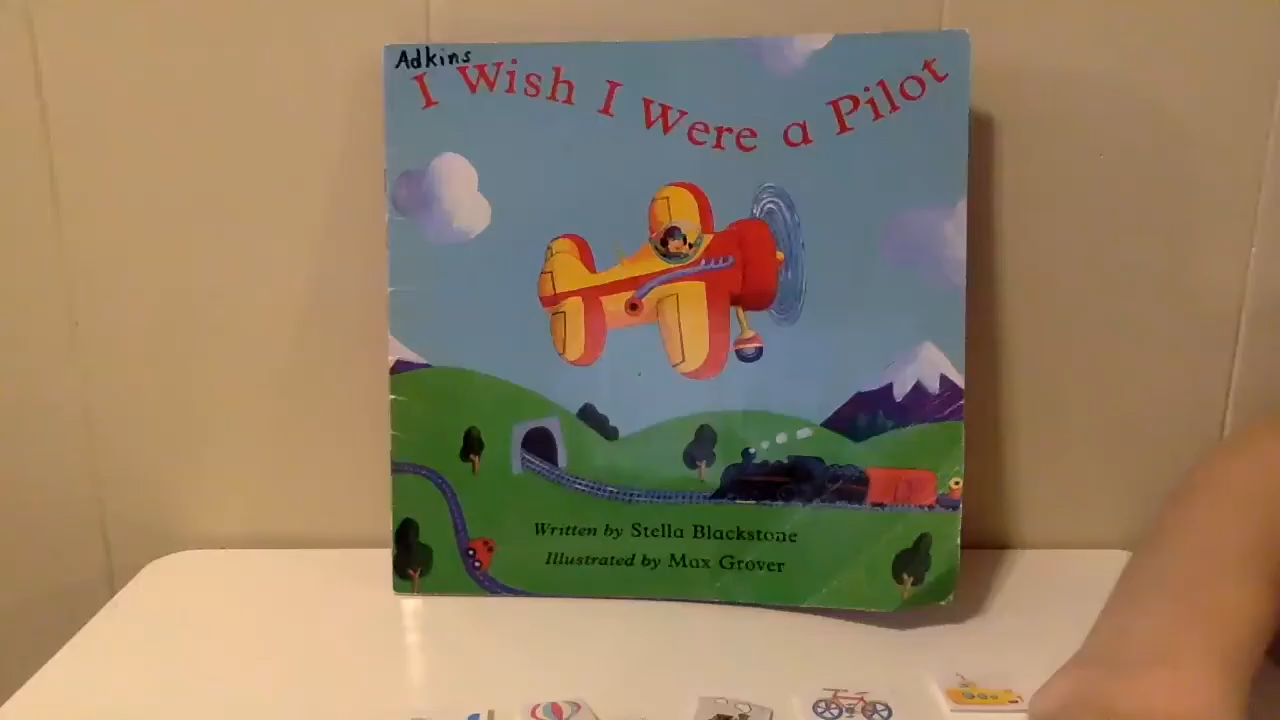 Adkins
I Wish I Were a Pilot
Written by Stella Blackstone
Illustrated by Max Grover